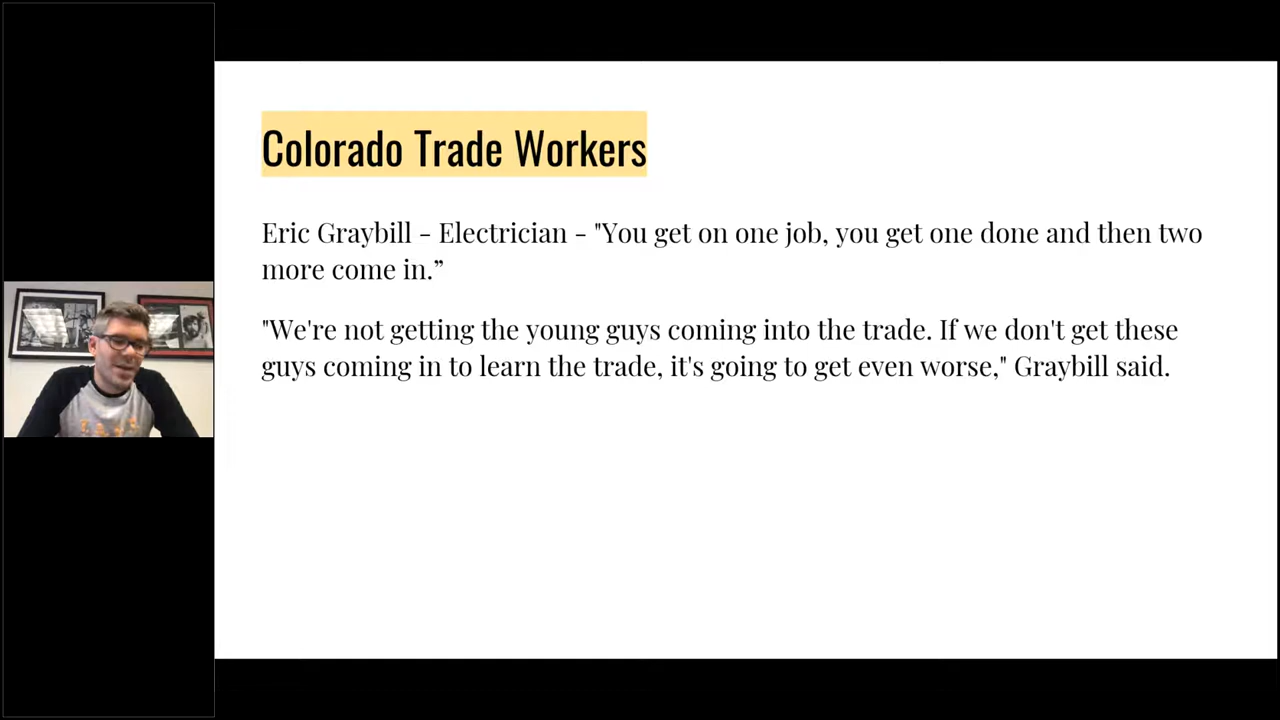 Colorado Trade Workers
Eric Graybill - Electrician - "You get on one job, you get one done and then two
more come in.”
"We're not getting the young guys coming into the trade. If we don't get these
guys coming in to learn the trade, it's going to get even worse," Graybill said.